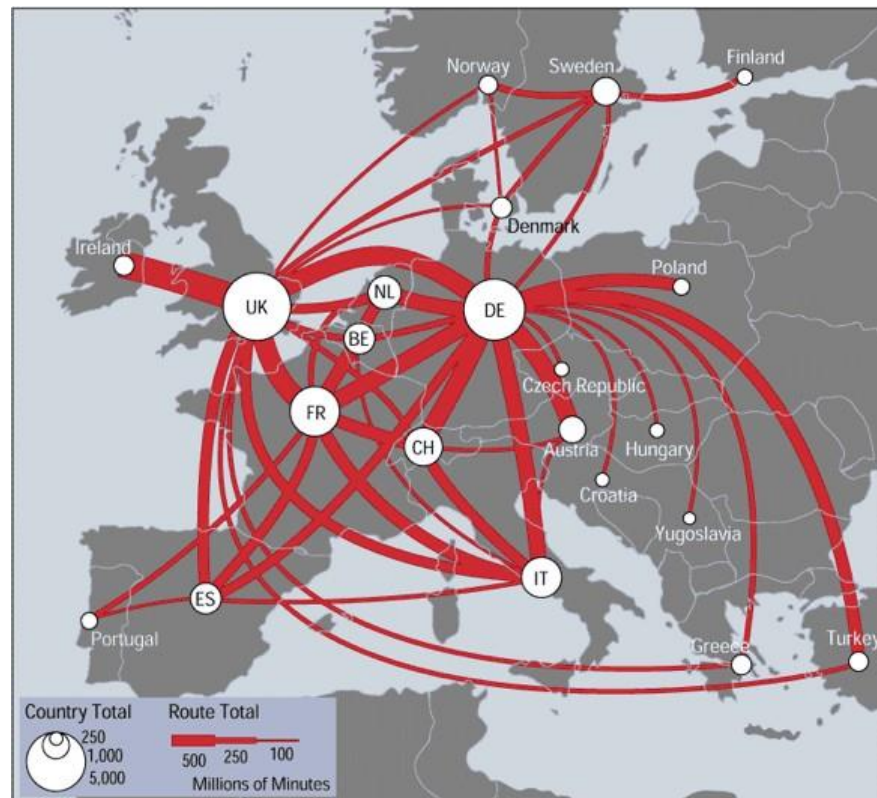 Norway
Sweden
Finland
Denmark
Ireland
UK
NL
DE
Poland
BE
Czech Republic
FR
CH
Austria
Hungary
Croatia
Yugoslavia
IT
ES
Portugal
Greece
Turkey
Country Total
250
1,000
5,000
Route Total
500 250 100
Millions of Minutes